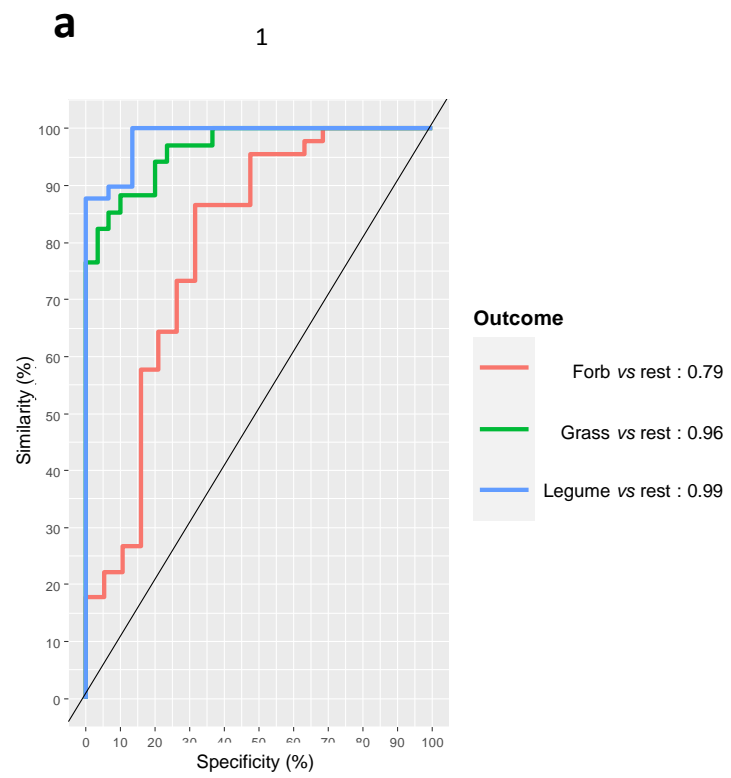 a
1
100
90
80
70
60
50
40
30
20
10
0
Similarity (%)
0 10 20 30 40 50 60 70 80 90 100
Specificity (%)
Outcome
Forb vs rest : 0.79
Grass vs rest : 0.96
Legume vs rest : 0.99